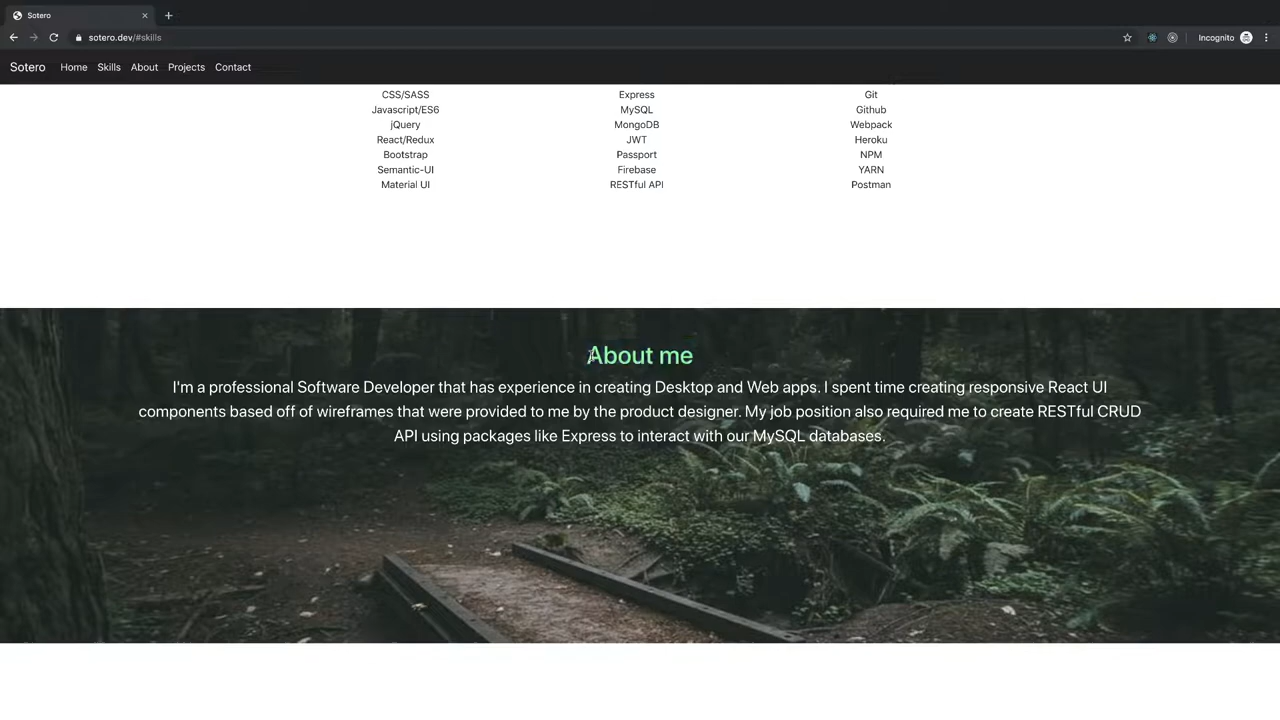 Sotero
sotero.dev/#skills
Incognito
Sotero Home Skills About Projects Contact
CSS/SASS
Javascript/ES6
jQuery
React/Redux
Bootstrap
Semantic-UI
Material UI
Express
MySQL
MongoDB
JWT
Passport
Firebase
RESTful API
Git
Github
Webpack
Heroku
NPM
YARN
Postman
About me
I'm a professional Software Developer that has experience in creating Desktop and Web apps. I spent time creating responsive React UI
components based off of wireframes that were provided to me by the product designer. My job position also required me to create RESTful CRUD
API using packages like Express to interact with our MySQL databases.